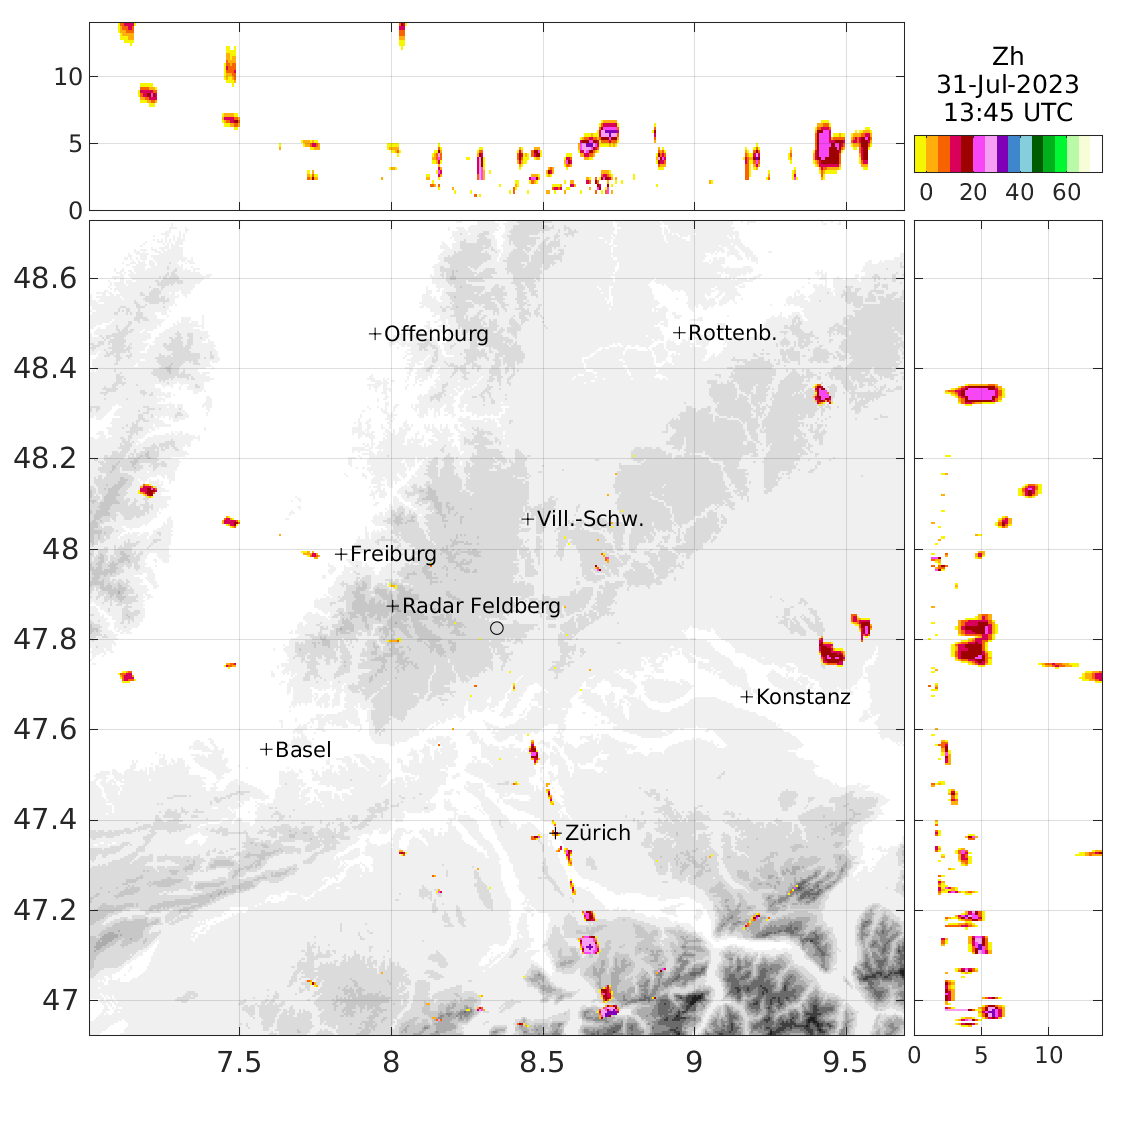 Zh
31-Jul-2023
13:45 UTC
0 20 40 60
10
5
0
48.6
48.4
48.2
48
47.8
47.6
47.4
47.2
47
Offenburg
Rottenb.
Vill.-Schw.
Freiburg
Radar Feldberg
Konstanz
Basel
Zürich
7.5 8 8.5 9 9.5
0 5 10